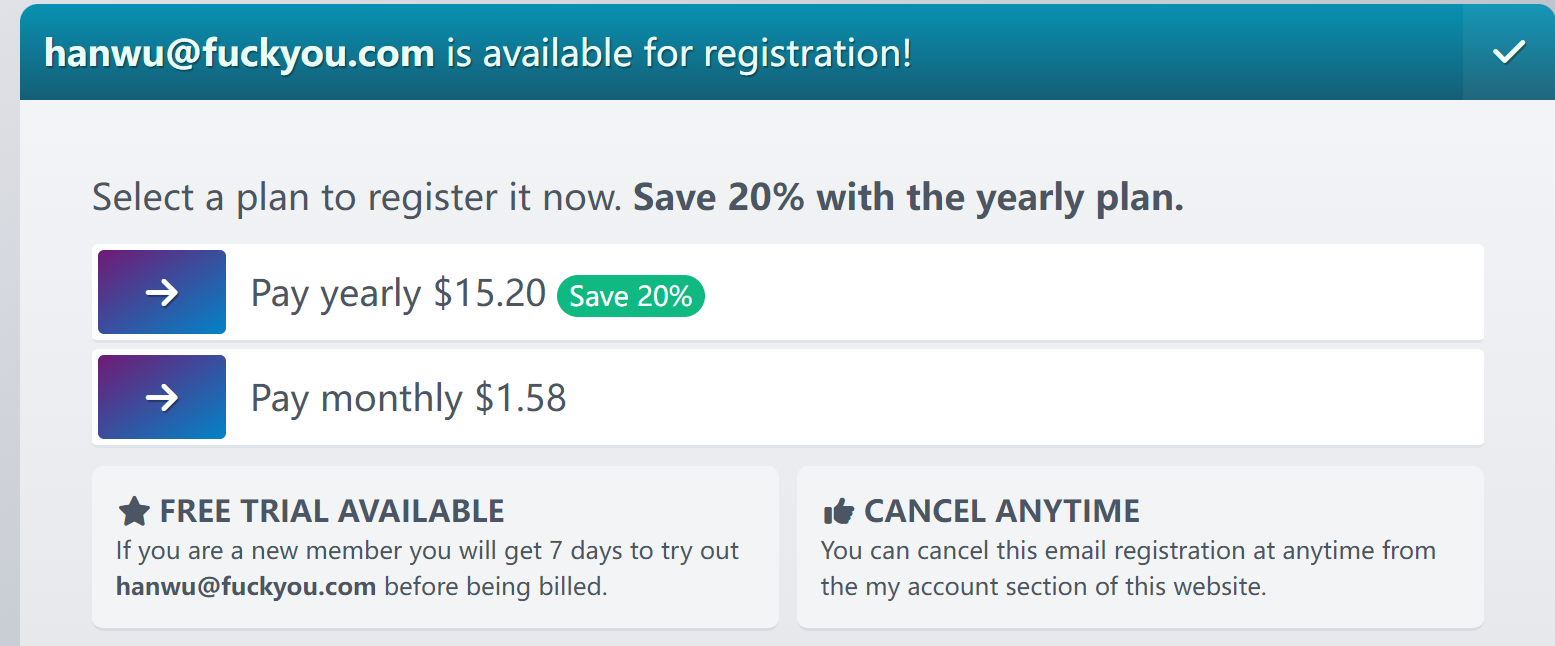 hanwu@fuckyou.com is available for registration!
Select a plan to register it now. Save 20% with the yearly plan.
Pay yearly $15.20 Save 20%
Pay monthly $1.58
FREE TRIAL AVAILABLE
If you are a new member you will get 7 days to try out
hanwu@fuckyou.com before being billed.
CANCEL ANYTIME
You can cancel this email registration at anytime from
the my account section of this website.